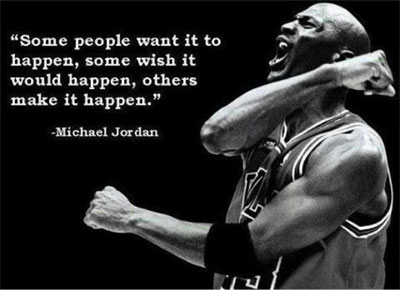 “Some people want it to
happen, some wish it
would happen, others
make it happen.”
-Michael Jordan